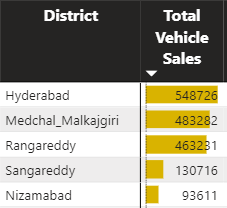 District Total Vehicle Sales
Hyderabad 548726
Medchal_Malkajgiri 483282
Rangareddy 463231
Sangareddy 130716
Nizamabad 93611